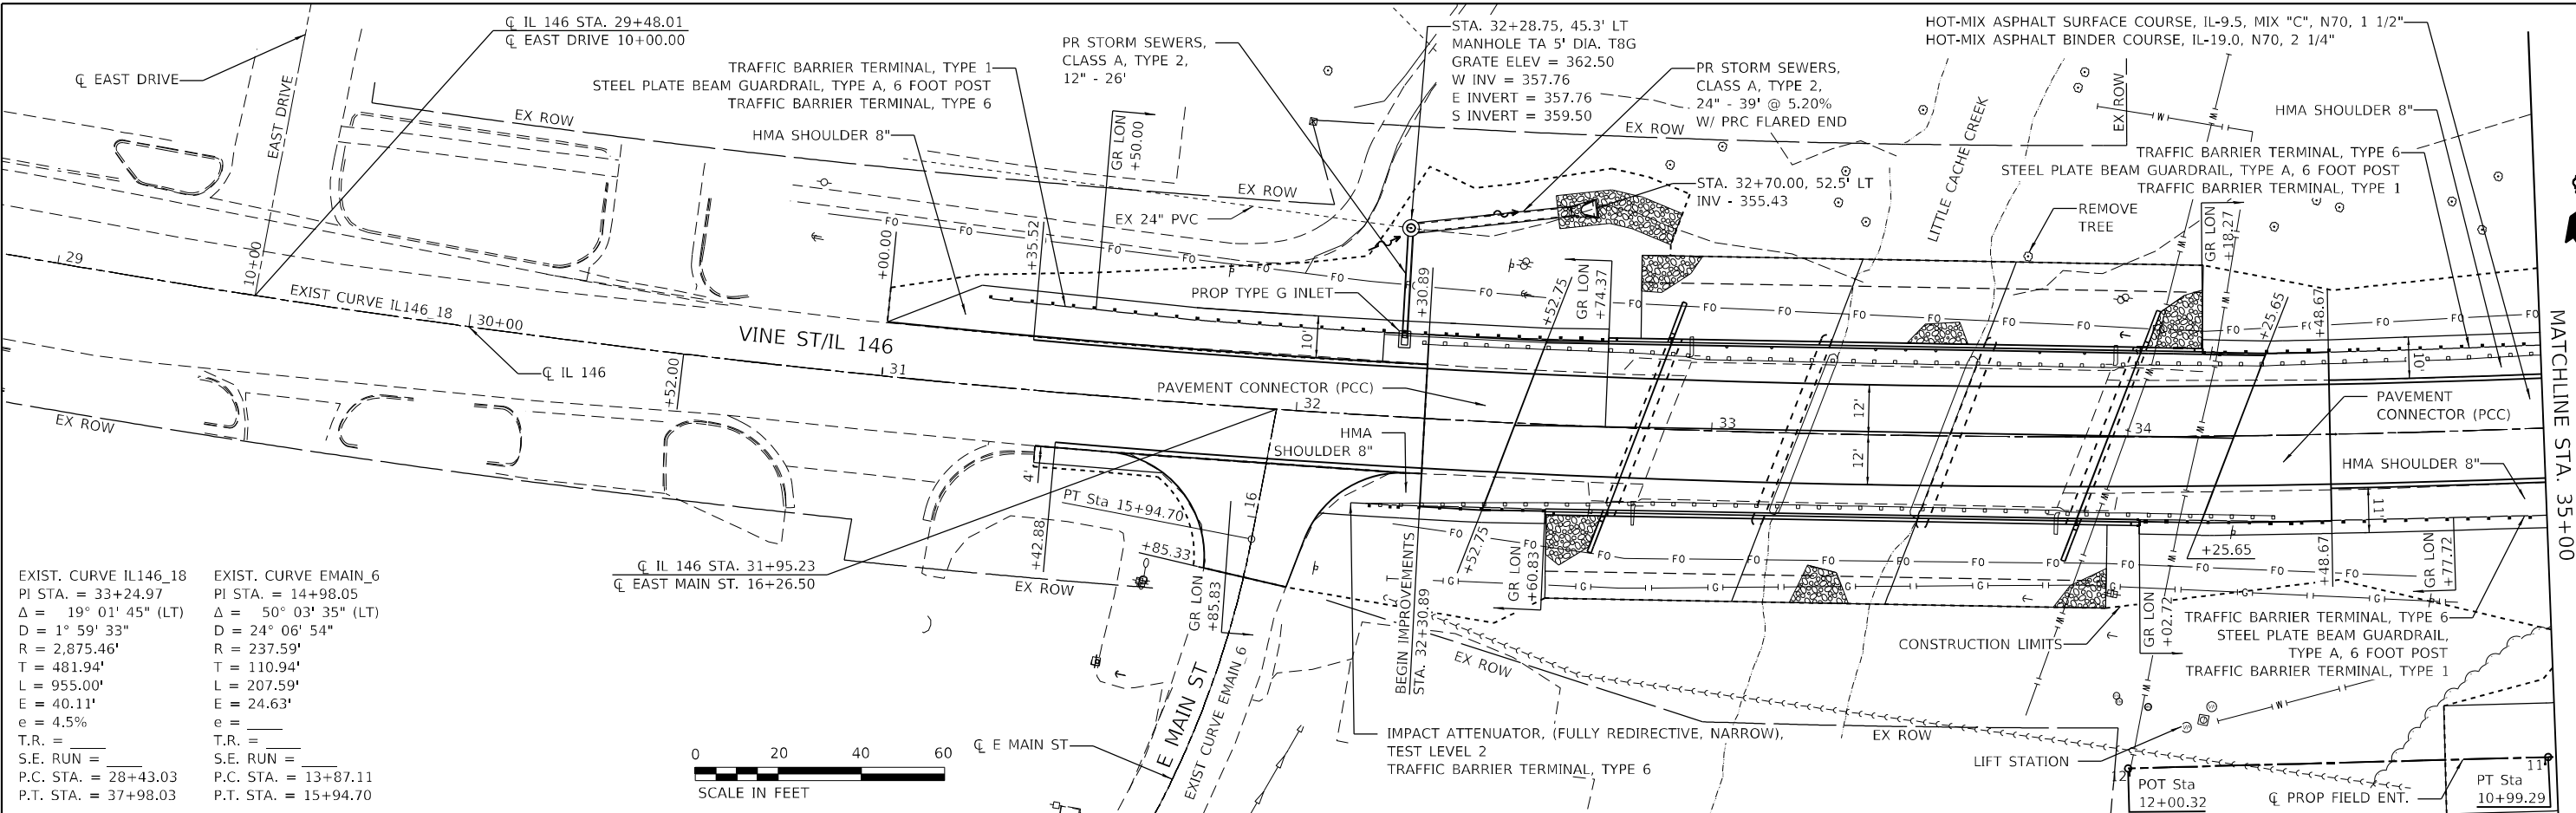 ℄ IL 146 STA. 29+48.01
℄ EAST DRIVE 10+00.00
℄ EAST DRIVE
EAST DRIVE
TRAFFIC BARRIER TERMINAL, TYPE 1
STEEL PLATE BEAM GUARDRAIL, TYPE A, 6 FOOT POST
TRAFFIC BARRIER TERMINAL, TYPE 6
HMA SHOULDER 8"
PR STORM SEWERS,
CLASS A, TYPE 2,
12" - 26'
GR LON
+50.00
STA. 32+28.75, 45.3' LT
MANHOLE TA 5' DIA. T8G
GRATE ELEV = 362.50
W INV = 357.76
E INVERT = 357.76
S INVERT = 359.50
PR STORM SEWERS,
CLASS A, TYPE 2,
24" - 39' @ 5.20%
W/ PRC FLARED END
HOT-MIX ASPHALT SURFACE COURSE, IL-9.5, MIX "C", N70, 1 1/2"
HOT-MIX ASPHALT BINDER COURSE, IL-19.0, N70, 2 1/4"
HMA SHOULDER 8"
TRAFFIC BARRIER TERMINAL, TYPE 6
STEEL PLATE BEAM GUARDRAIL, TYPE A, 6 FOOT POST
TRAFFIC BARRIER TERMINAL, TYPE 1
EX ROW
EX ROW
EX ROW
EX ROW
EX 24" PVC
STA. 32+70.00, 52.5' LT
INV - 355.43
LITTLE CACHE CREEK
REMOVE
TREE
GR LON
+18.27
29
10+00
EXIST CURVE IL146_18
30+00
℄ IL 146
+52.00
VINE ST/IL 146
31
+00.00
+35.52
10'
PROP TYPE G INLET
+30.89
+52.75
GR LON
+74.37
+25.65
+48.67
10'
MATCHLINE STA. 35+00
PAVEMENT CONNECTOR (PCC)
32
33
34
12'
12'
PAVEMENT
CONNECTOR (PCC)
HMA
SHOULDER 8"
HMA SHOULDER 8"
11'
EX ROW
4'
+42.88
PT Sta 15+94.70
16
+85.33
GR LON
+85.83
℄ IL 146 STA. 31+95.23
℄ EAST MAIN ST. 16+26.50
EX ROW
BEGIN IMPROVEMENTS
STA. 32+30.89
+52.75
GR LON
+60.83
+25.65
+48.67
GR LON
+77.72
GR LON
+02.72
FO FO FO FO FO FO FO FO FO FO FO FO FO
G G G G G
W W W W W
EXIST. CURVE IL146_18
PI STA. = 33+24.97
Δ = 19° 01' 45" (LT)
D = 1° 59' 33"
R = 2,875.46'
T = 481.94'
L = 955.00'
E = 40.11'
e = 4.5%
T.R. = ____
S.E. RUN = ____
P.C. STA. = 28+43.03
P.T. STA. = 37+98.03
EXIST. CURVE EMAIN_6
PI STA. = 14+98.05
Δ = 50° 03' 35" (LT)
D = 24° 06' 54"
R = 237.59'
T = 110.94'
L = 207.59'
E = 24.63'
e = ____
T.R. = ____
S.E. RUN = ____
P.C. STA. = 13+87.11
P.T. STA. = 15+94.70
0 20 40 60
SCALE IN FEET
℄ E MAIN ST
E MAIN ST
EXIST CURVE EMAIN_6
EX ROW
IMPACT ATTENUATOR, (FULLY REDIRECTIVE, NARROW),
TEST LEVEL 2
TRAFFIC BARRIER TERMINAL, TYPE 6
EX ROW
CONSTRUCTION LIMITS
TRAFFIC BARRIER TERMINAL, TYPE 6
STEEL PLATE BEAM GUARDRAIL,
TYPE A, 6 FOOT POST
TRAFFIC BARRIER TERMINAL, TYPE 1
LIFT STATION
12
POT Sta
12+00.32
℄ PROP FIELD ENT.
11
PT Sta
10+99.29